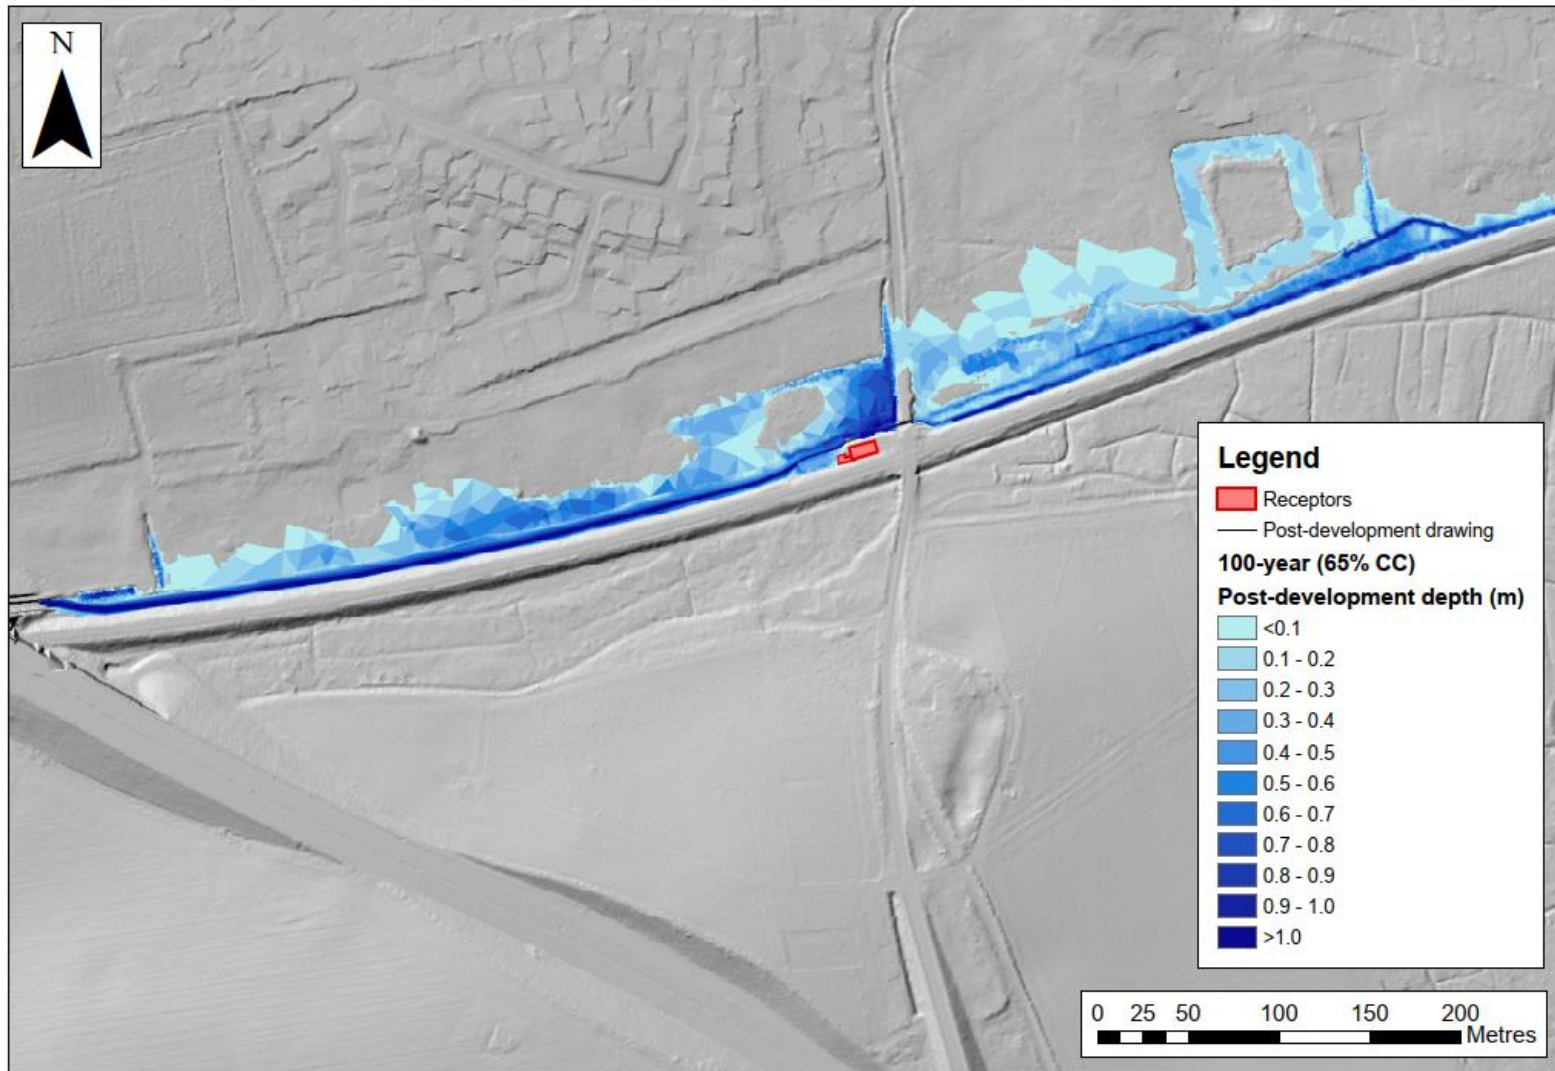 N
Legend
Receptors
Post-development drawing
100-year (65% CC)
Post-development depth (m)
<0.1
0.1 - 0.2
0.2 - 0.3
0.3 - 0.4
0.4 - 0.5
0.5 - 0.6
0.6 - 0.7
0.7 - 0.8
0.8 - 0.9
0.9 - 1.0
>1.0
0 25 50 100 150 200
Metres